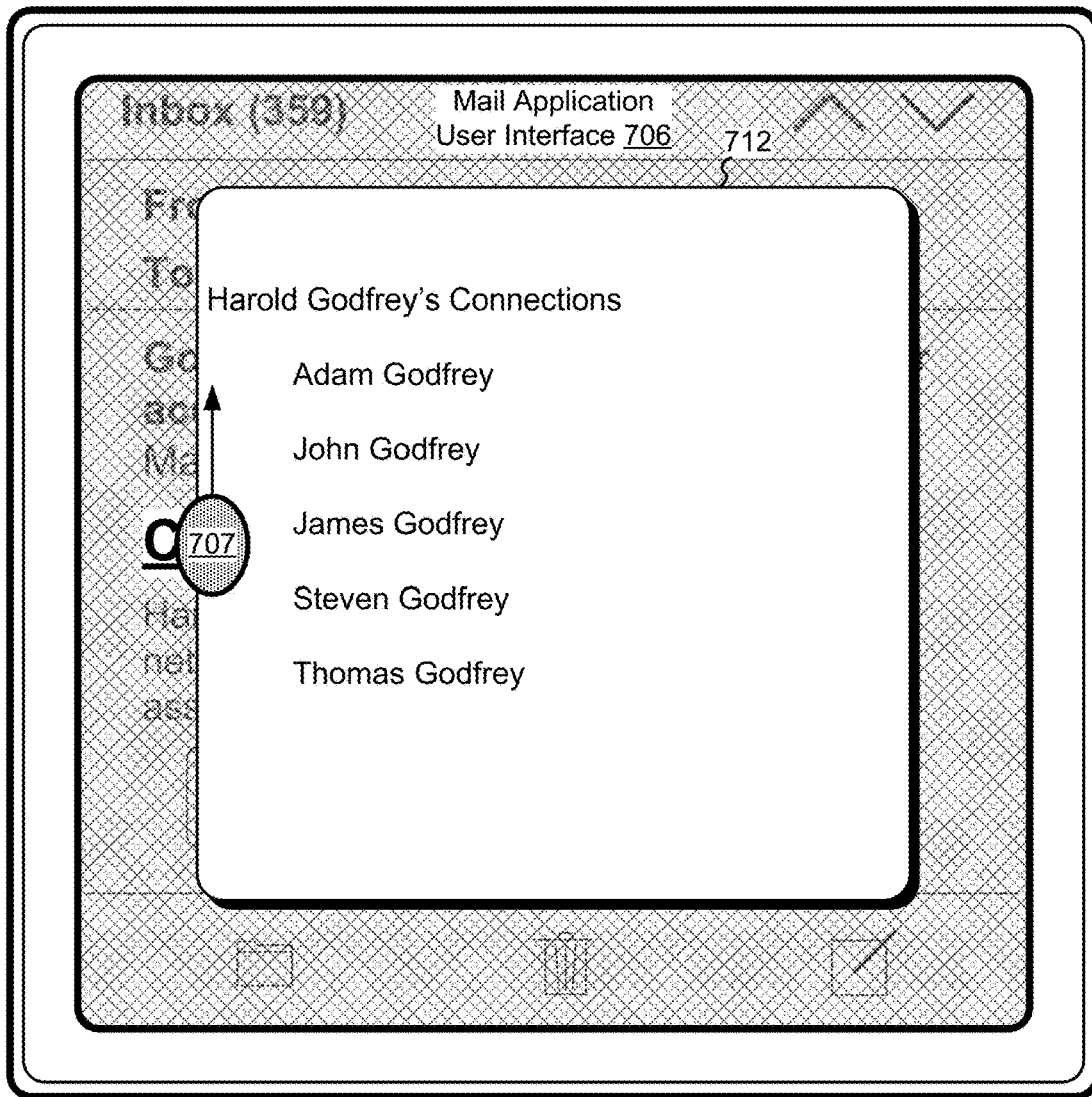 Inbox (359)
Mail Application
User Interface 706
712
Harold Godfrey's Connections
Adam Godfrey
John Godfrey
James Godfrey
707
Steven Godfrey
Thomas Godfrey